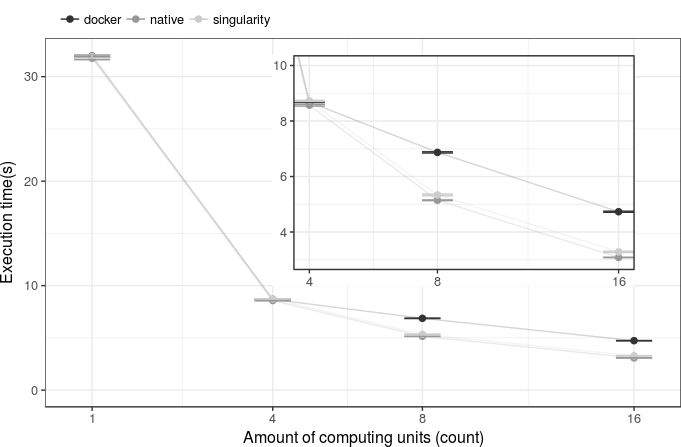 docker native singularity
30
20
10
0
Execution time(s)
10
8
6
4
4 8 16
1 4 8 16
Amount of computing units (count)